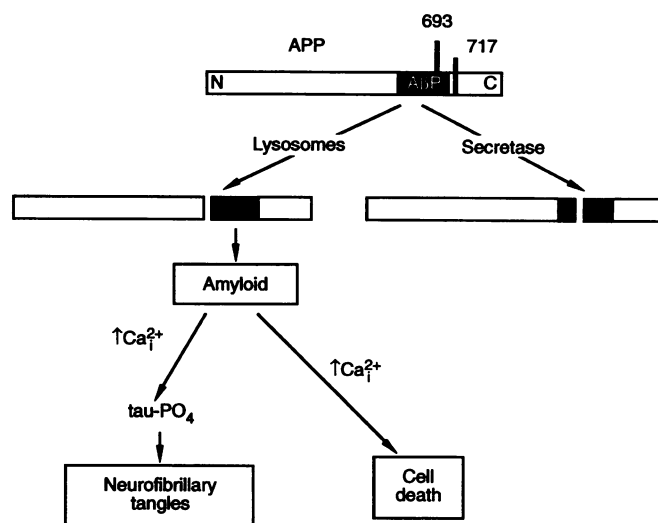 693
APP
717
N
AβP
C
Lysosomes
Secretase
Amyloid
↑Ca²⁺ᵢ
↑Ca²⁺ᵢ
tau-PO₄
Neurofibrillary
tangles
Cell
death